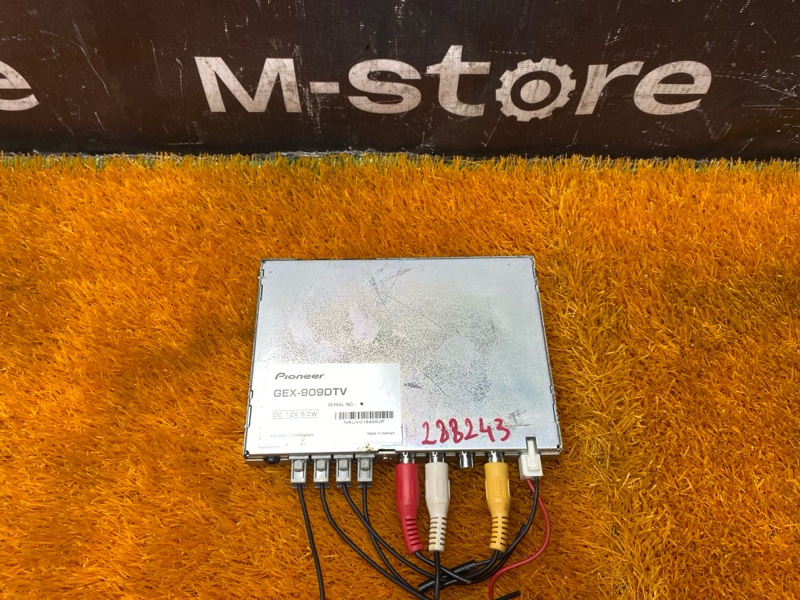 e
M-store
Pioneer
GEX-909DTV
SERIAL NO.:
DC 12V 5.0W
288243